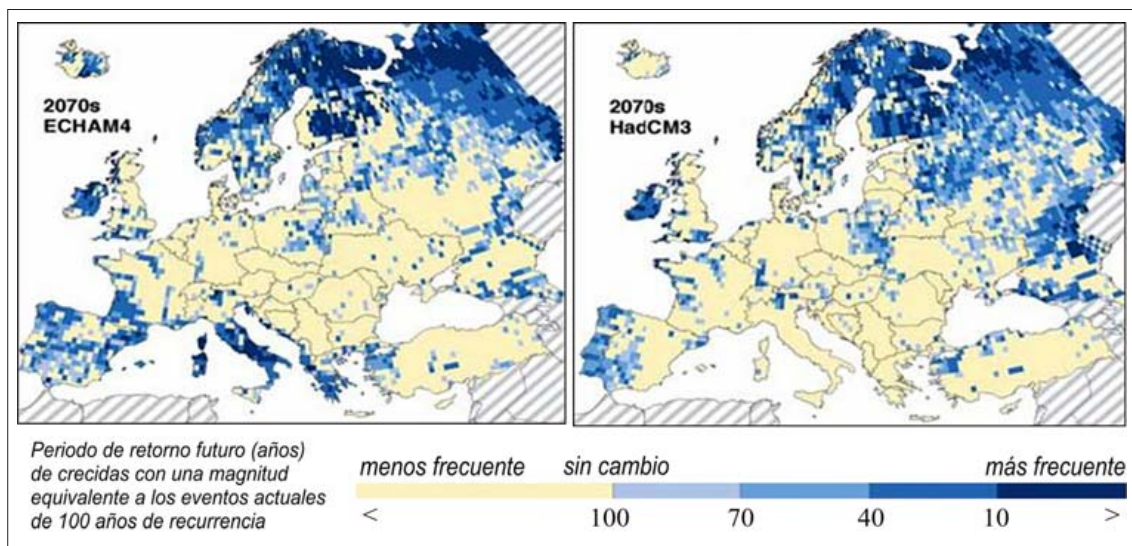 2070s
ECHAM4
2070s
HadCM3
Periodo de retorno futuro (años)
de crecidas con una magnitud
equivalente a los eventos actuales
de 100 años de recurrencia
menos frecuente sin cambio más frecuente
< 100 70 40 10 >